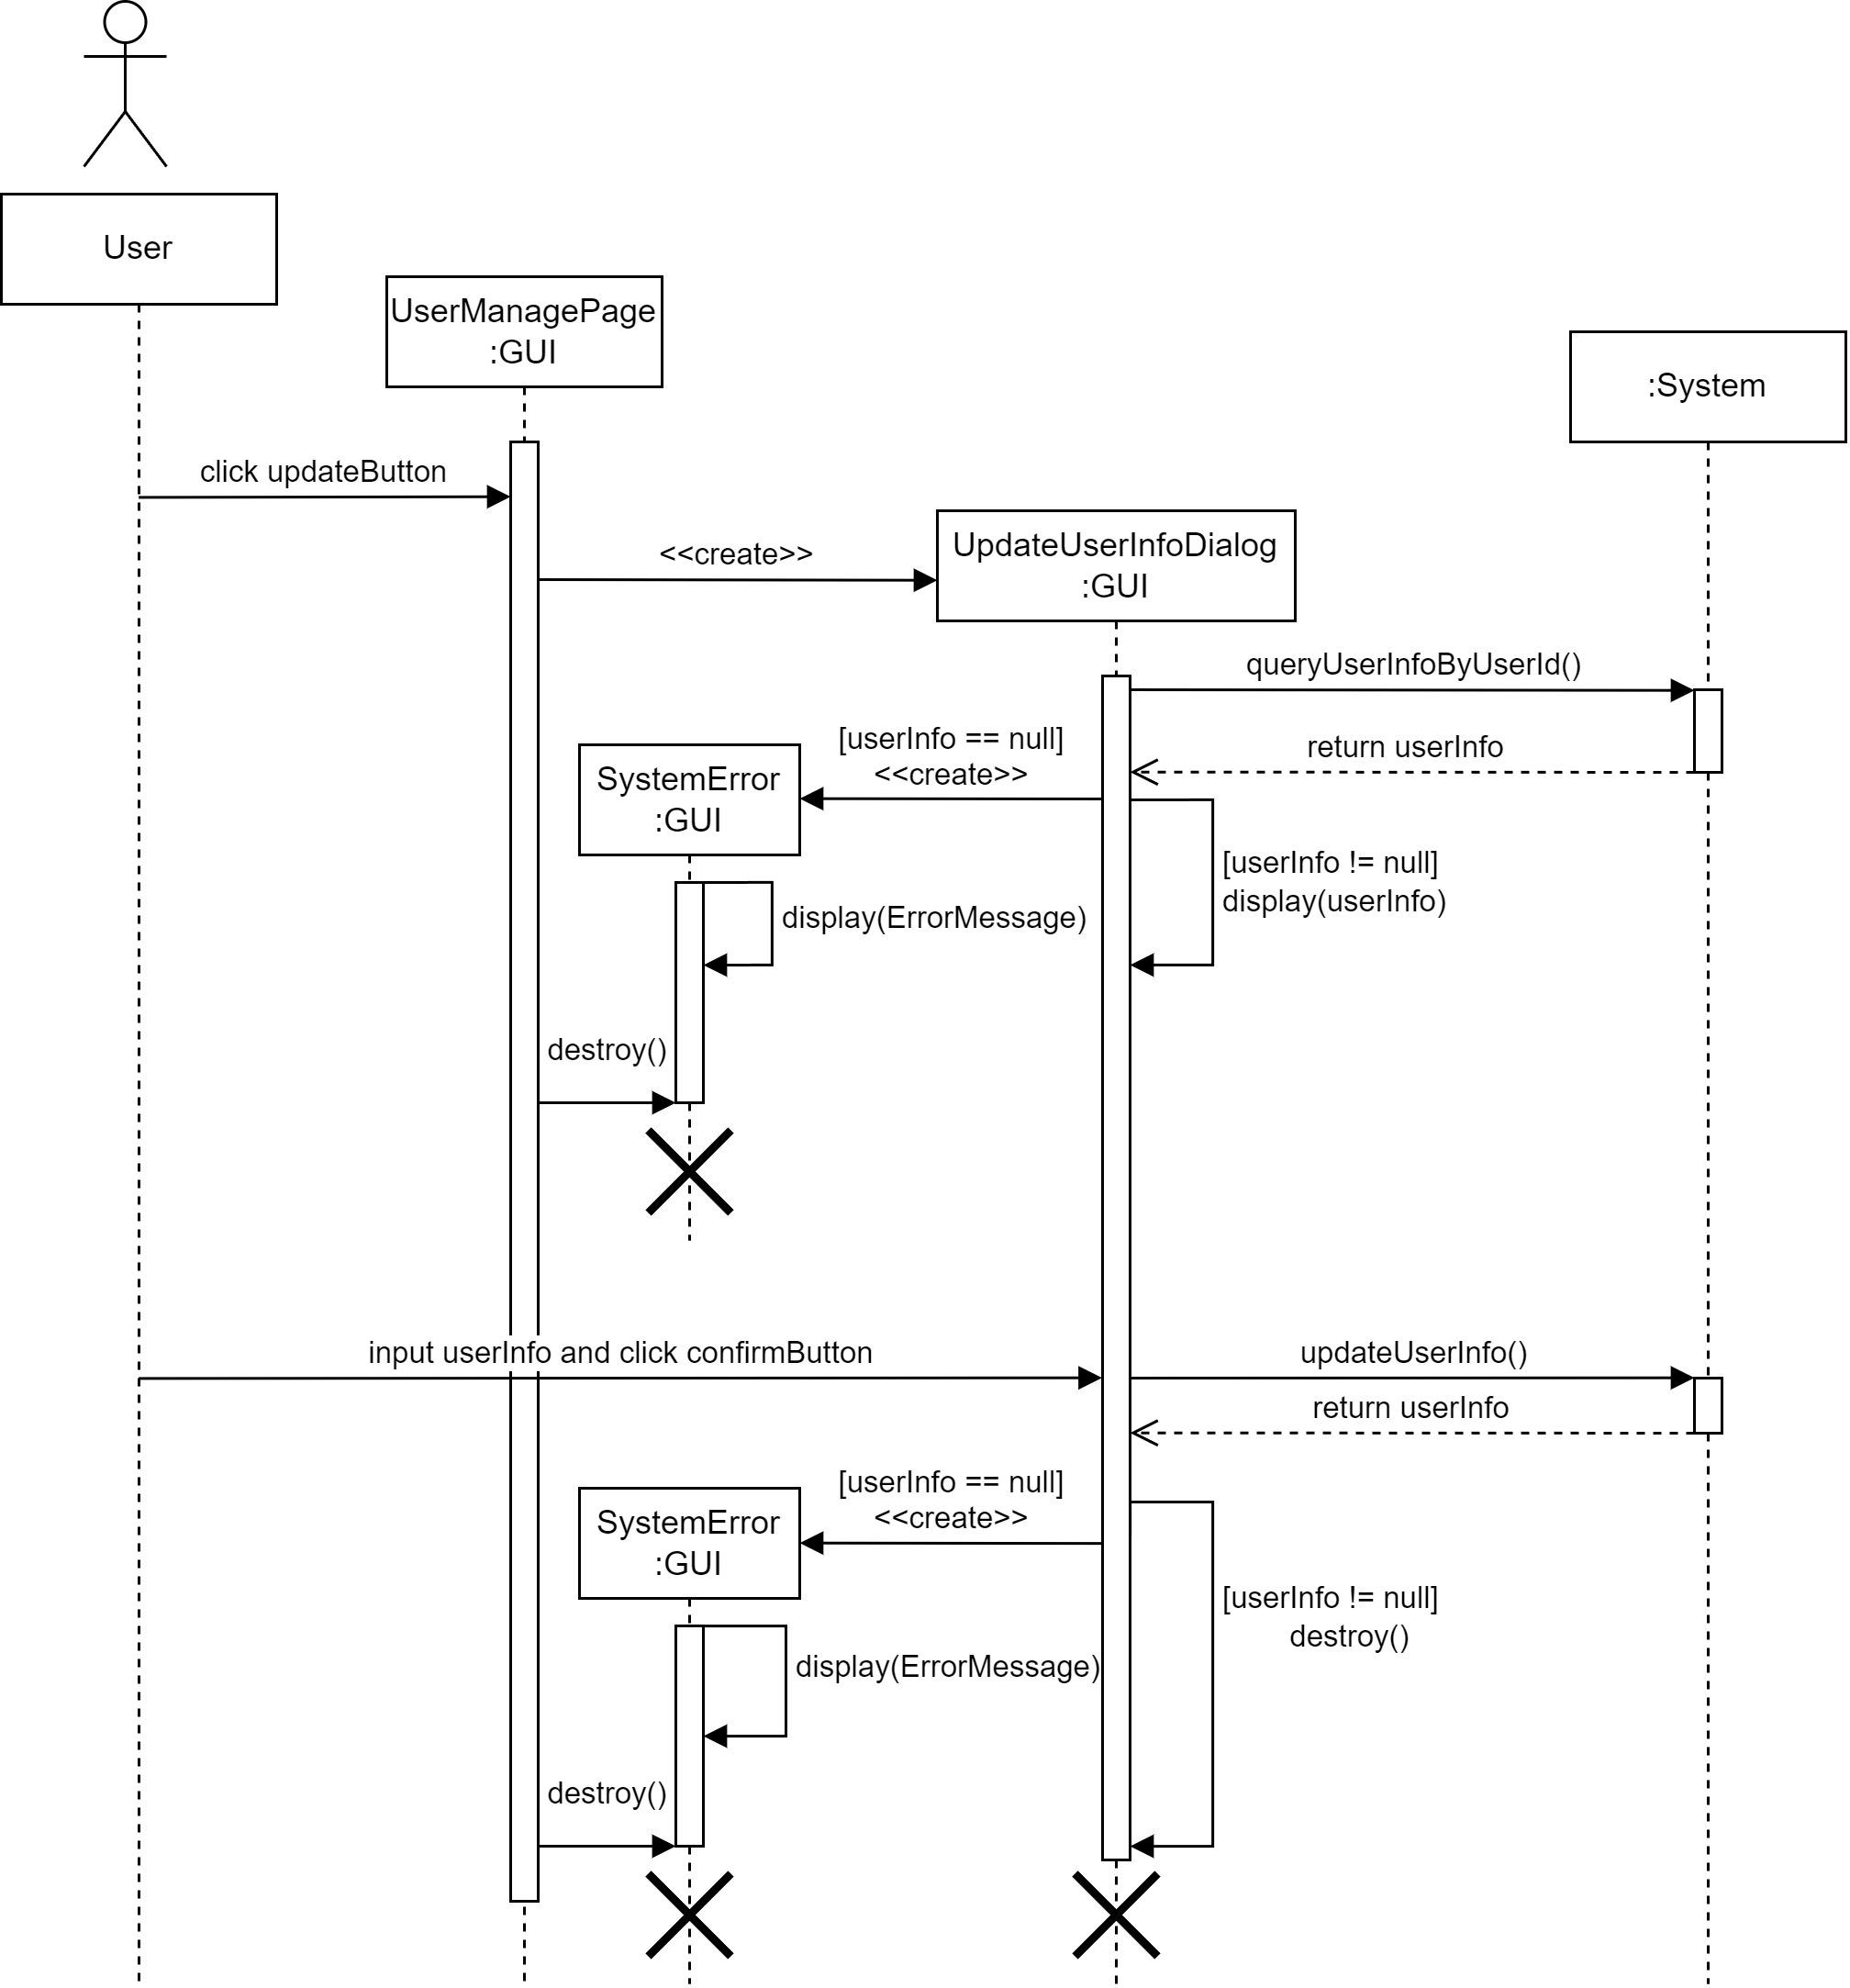 User
UserManagePage
:GUI
:System
click updateButton
<<create>>
UpdateUserInfoDialog
:GUI
queryUserInfoByUserId()
return userInfo
[userInfo == null]
<<create>>
SystemError
:GUI
[userInfo != null]
display(userInfo)
display(ErrorMessage)
destroy()
input userInfo and click confirmButton
updateUserInfo()
return userInfo
[userInfo == null]
<<create>>
SystemError
:GUI
[userInfo != null]
destroy()
display(ErrorMessage)
destroy()